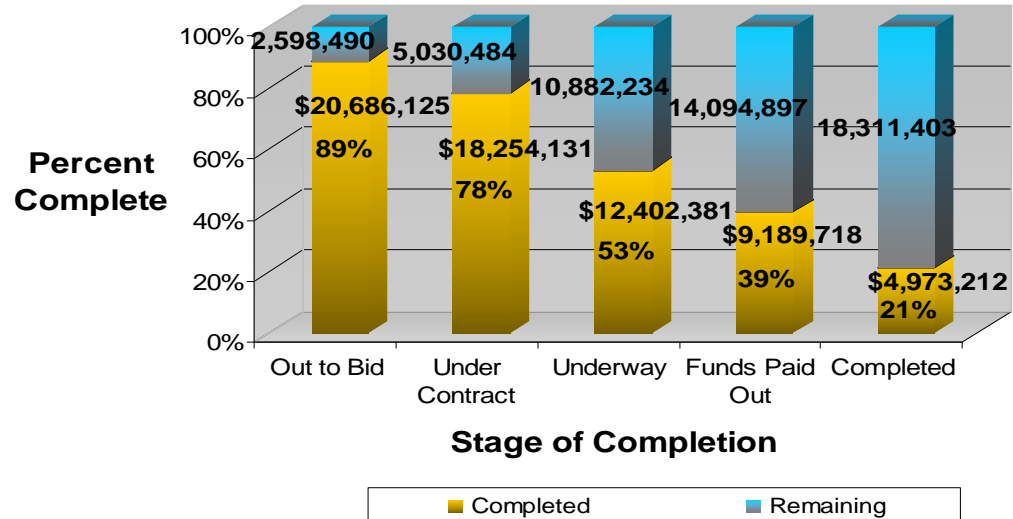 100%
80%
60%
40%
20%
0%
Percent
Complete
2,598,490
$20,686,125
89%
5,030,484
$18,254,131
78%
10,882,234
$12,402,381
53%
14,094,897
$9,189,718
39%
18,311,403
$4,973,212
21%
Out to Bid
Under
Contract
Underway
Funds Paid
Out
Completed
Stage of Completion
Completed
Remaining